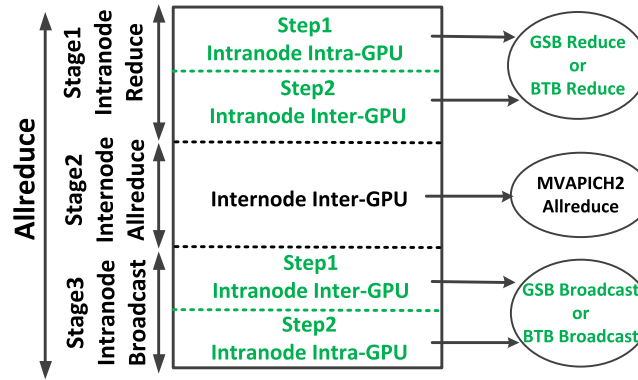 Allreduce
Stage1
Intranode
Reduce
Step1
Intranode Intra-GPU
Step2
Intranode Inter-GPU
GSB Reduce
or
BTB Reduce
Stage2
Internode
Allreduce
Internode Inter-GPU
MVAPICH2
Allreduce
Stage3
Intranode
Broadcast
Step1
Intranode Inter-GPU
Step2
Intranode Intra-GPU
GSB Broadcast
or
BTB Broadcast